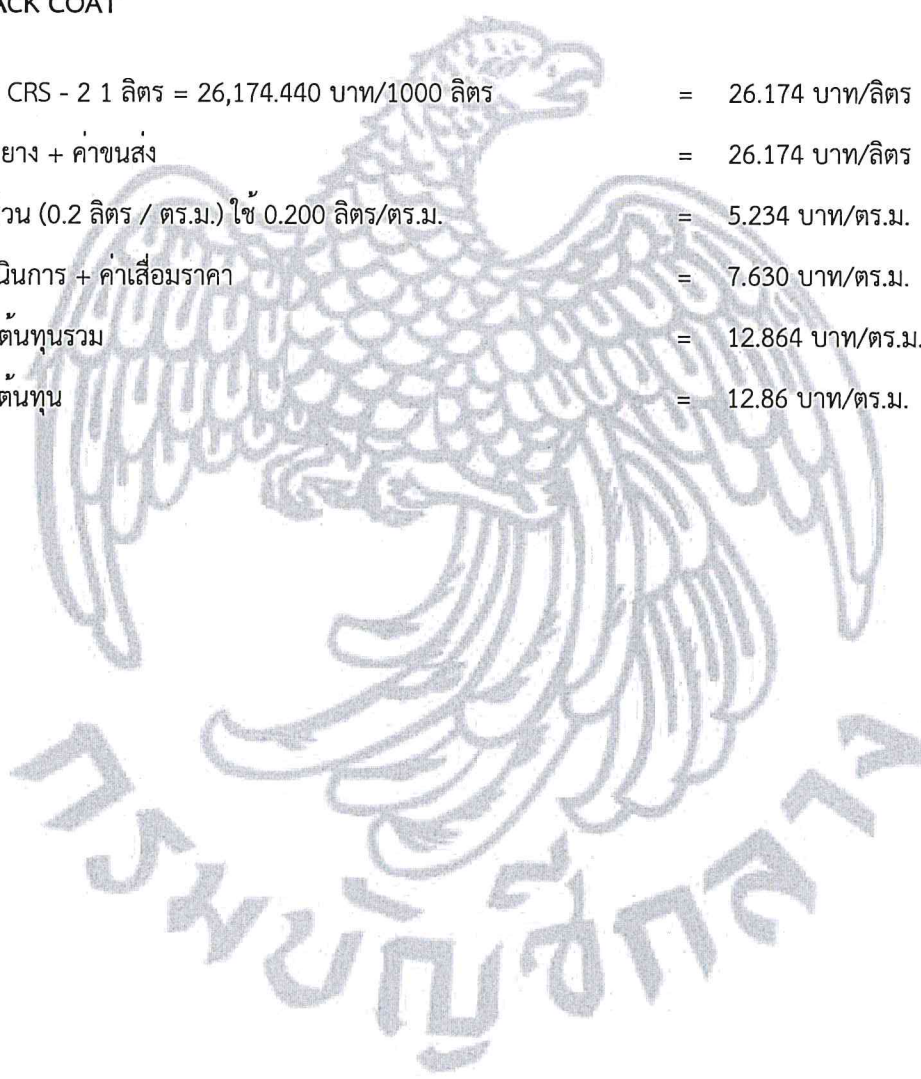 ACK COAT
CRS - 2 1 ลิตร = 26,174.440 บาท/1000 ลิตร = 26.174 บาท/ลิตร
ยาง + ค่าขนส่ง = 26.174 บาท/ลิตร
วน (0.2 ลิตร / ตร.ม.) ใช้ 0.200 ลิตร/ตร.ม. = 5.234 บาท/ตร.ม.
นินการ + ค่าเสื่อมราคา = 7.630 บาท/ตร.ม.
ต้นทุนรวม = 12.864 บาท/ตร.ม.
ต้นทุน = 12.86 บาท/ตร.ม.
กรมบัญชีกลาง